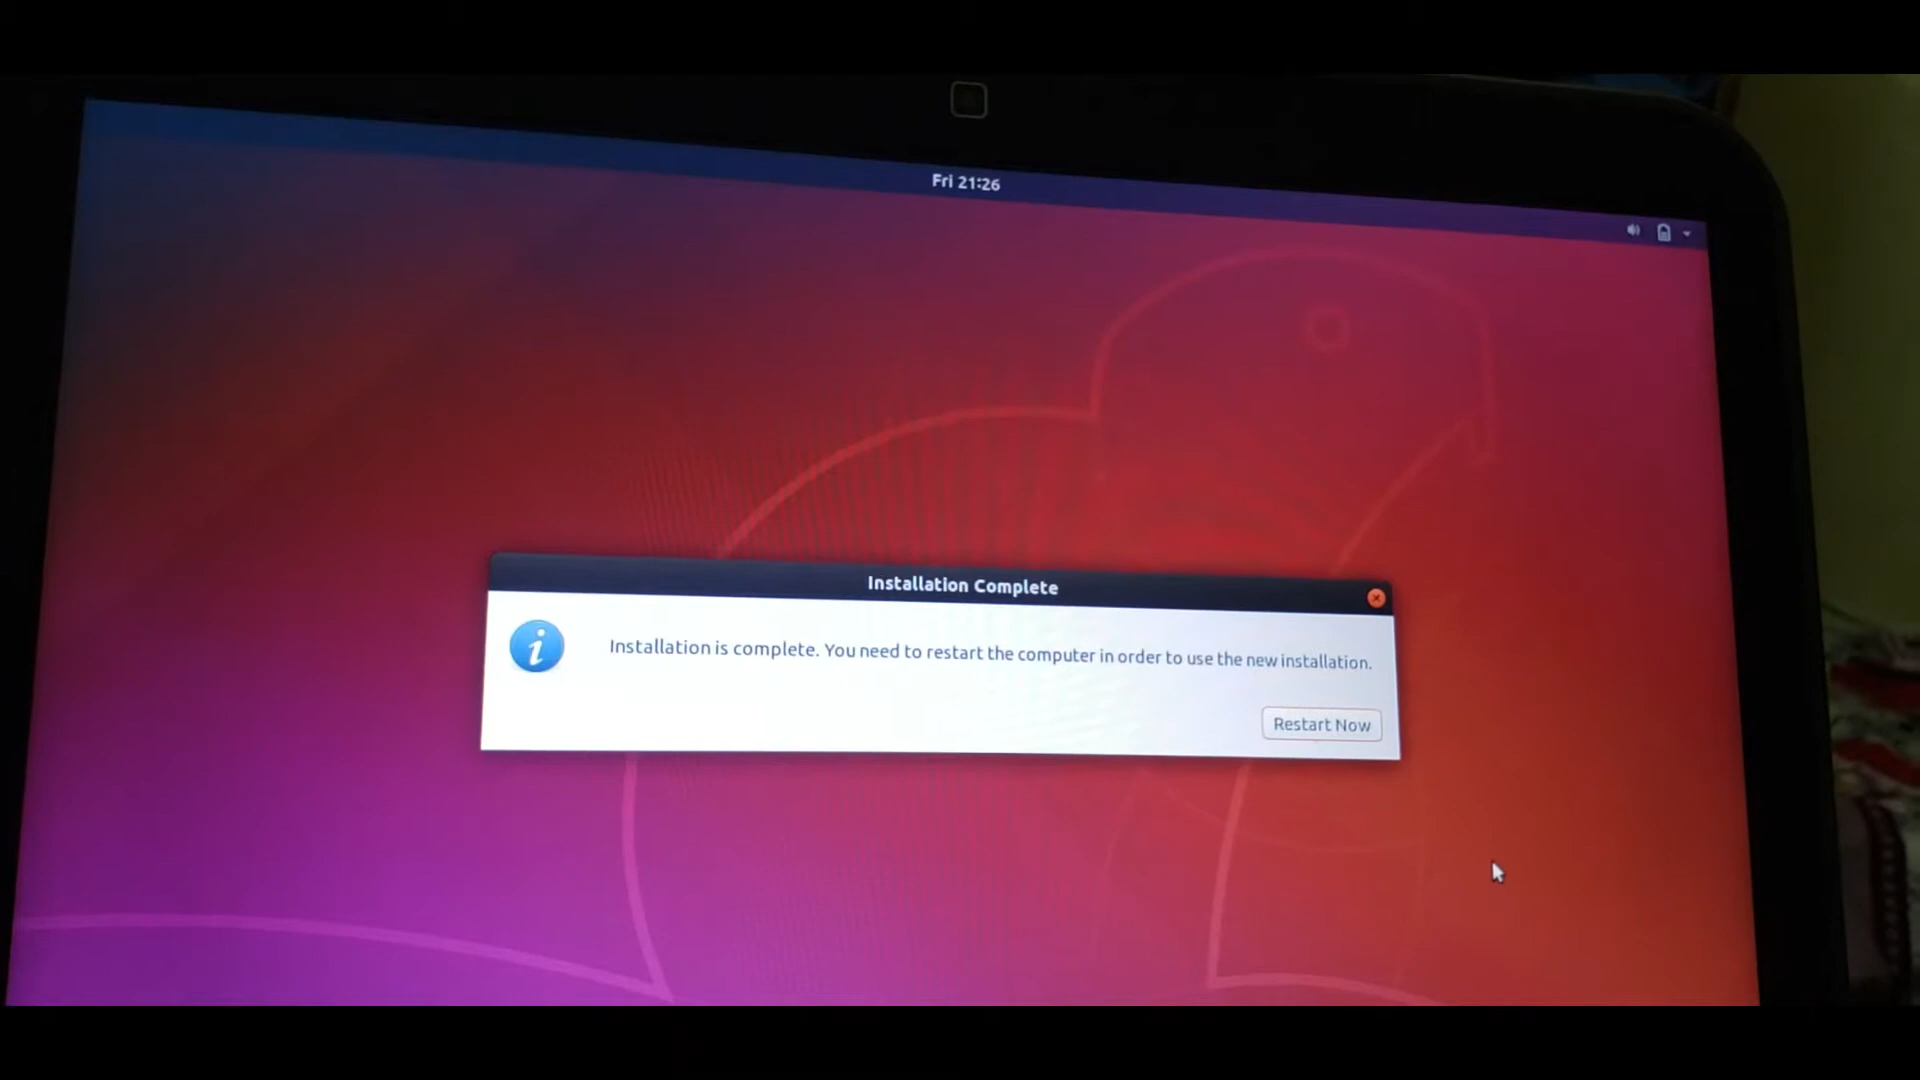 Fri 21:26
Installation Complete
Installation is complete. You need to restart the computer in order to use the new installation.
Restart Now